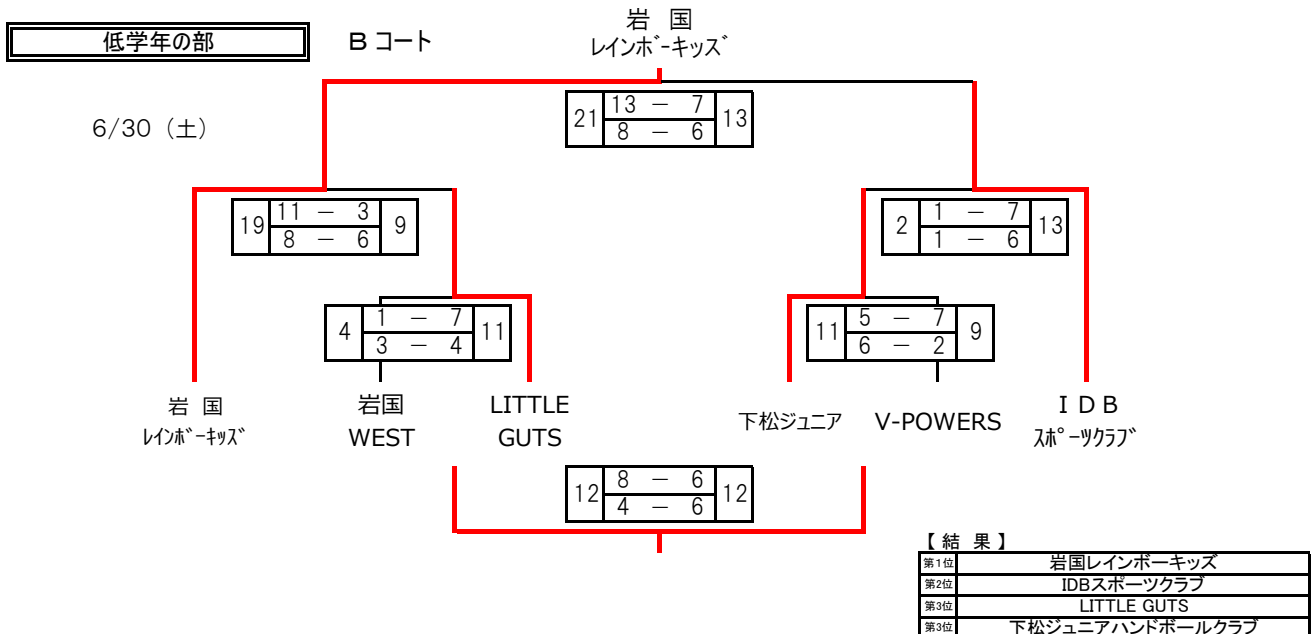 低学年の部
B コート
岩 国
レインボーキッズ
6/30 (土)
21 13 － 7 13
8 － 6
19 11 － 3 9
8 － 6
2 1 － 7 13
1 － 6
4 1 － 7 11
3 － 4
11 5 － 7 9
6 － 2
岩 国
レインボーキッズ
岩国
WEST
LITTLE
GUTS
下松ジュニア
V-POWERS
I D B
スポーツクラブ
12 8 － 6 12
4 － 6
【 結 果 】
第1位 岩国レインボーキッズ
第2位 IDBスポーツクラブ
第3位 LITTLE GUTS
第3位 下松ジュニアハンドボールクラブ